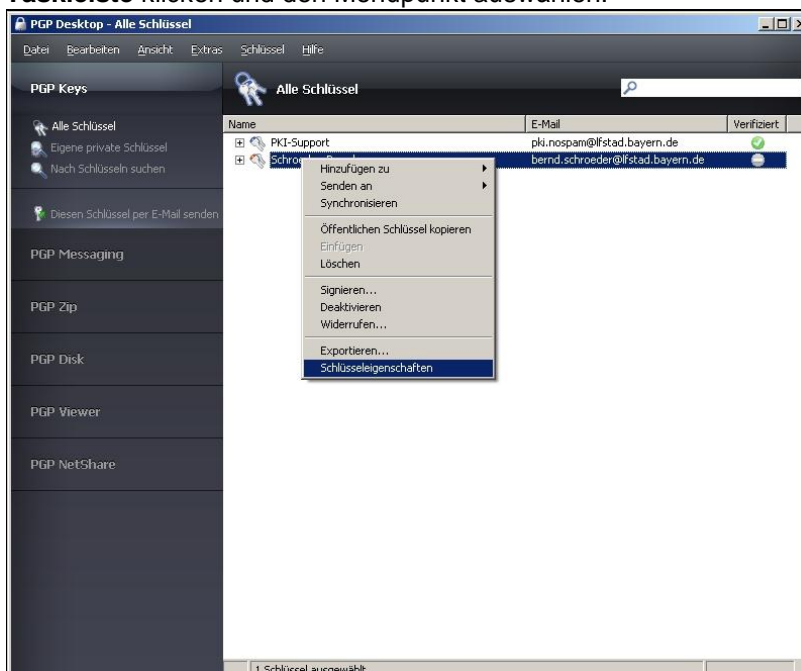 Taskleiste klicken und den Menüpunkt auswählen.
PGP Desktop - Alle Schlüssel
Datei Bearbeiten Ansicht Extras Schlüssel Hilfe
PGP Keys
Alle Schlüssel
Eigene private Schlüssel
Nach Schlüsseln suchen
Diesen Schlüssel per E-Mail senden
PGP Messaging
PGP Zip
PGP Disk
PGP Viewer
PGP NetShare
Alle Schlüssel
Name E-Mail Verifiziert
PKI-Support pki.nospam@lfstad.bayern.de
bernd.schroeder@lfstad.bayern.de
Hinzufügen zu
Senden an
Synchronisieren
Öffentlichen Schlüssel kopieren
Einfügen
Löschen
Signieren...
Deaktivieren
Widerrufen...
Exportieren...
Schlüsseleigenschaften
1 Schlüssel ausgewählt